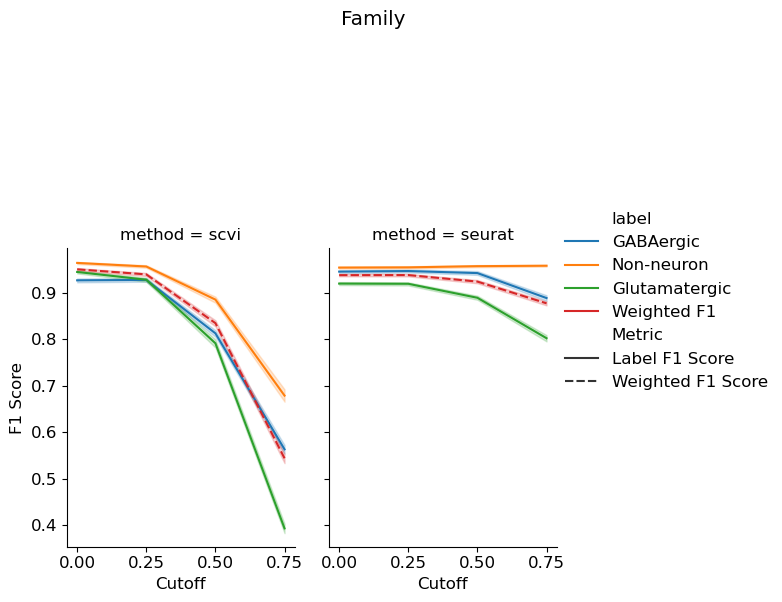 Family
method = scvi
method = seurat
F1 Score
0.9
0.8
0.7
0.6
0.5
0.4
0.00 0.25 0.50 0.75
0.00 0.25 0.50 0.75
Cutoff
Cutoff
label
GABAergic
Non-neuron
Glutamatergic
Weighted F1
Metric
Label F1 Score
Weighted F1 Score